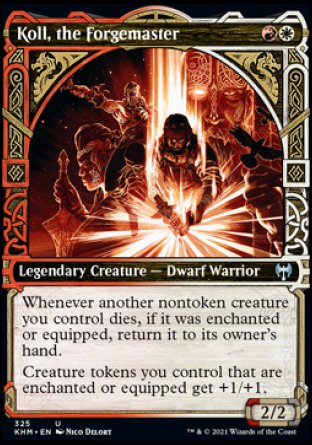 Koll, the Forgemaster
Legendary Creature — Dwarf Warrior
Whenever another nontoken creature
you control dies, if it was enchanted
or equipped, return it to its owner's
hand.
Creature tokens you control that
are enchanted or equipped get +1/+1.
2/2
325 U
KHM • EN Nico Delort
™ & © 2021 Wizards of the Coast